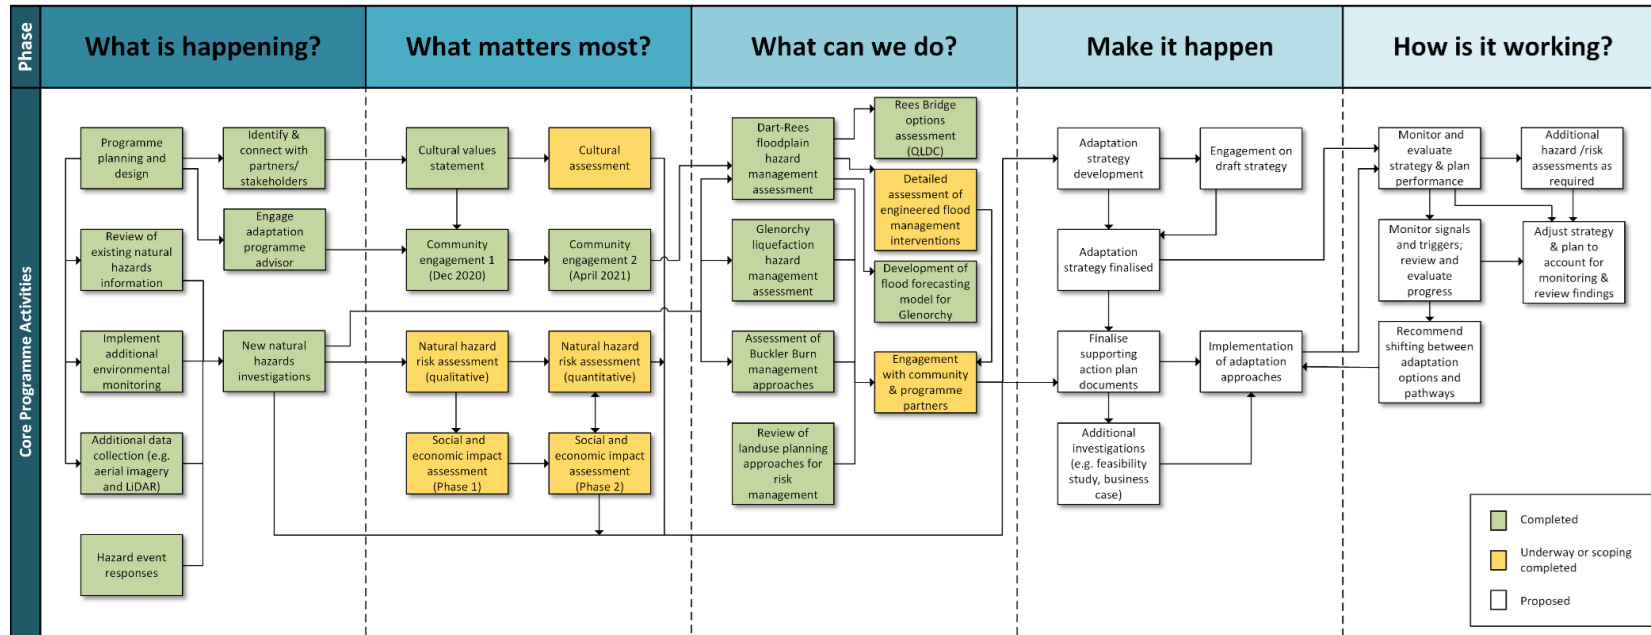 Phase
What is happening?
What matters most?
What can we do?
Make it happen
How is it working?
Core Programme Activities
Programme
planning and
design
Identify &
connect with
partners/
stakeholders
Engage
adaptation
programme
advisor
Review of
existing natural
hazards
information
Implement
additional
environmental
monitoring
New natural
hazards
investigations
Additional data
collection (e.g.
aerial imagery
and LiDAR)
Hazard event
responses
Cultural values
statement
Cultural
assessment
Community
engagement 1
(Dec 2020)
Community
engagement 2
(April 2021)
Natural hazard
risk assessment
(qualitative)
Natural hazard
risk assessment
(quantitative)
Social and
economic impact
assessment
(Phase 1)
Social and
economic impact
assessment
(Phase 2)
Dart-Rees
floodplain
hazard
management
assessment
Rees Bridge
options
assessment
(QLDC)
Detailed
assessment of
engineered flood
management
interventions
Glenorchy
liquefaction
hazard
management
assessment
Development of
flood forecasting
model for
Glenorchy
Assessment of
Buckler Burn
management
approaches
Engagement
with community
& programme
partners
Review of
landuse planning
approaches for
risk
management
Adaptation
strategy
development
Engagement on
draft strategy
Adaptation
strategy finalised
Finalise
supporting
action plan
documents
Implementation
of adaptation
approaches
Additional
investigations
(e.g. feasibility
study, business
case)
Monitor and
evaluate
strategy & plan
performance
Additional
hazard /risk
assessments as
required
Monitor signals
and triggers;
review and
evaluate
progress
Adjust strategy
& plan to
account for
monitoring &
review findings
Recommend
shifting between
adaptation
options and
pathways
Completed
Underway or scoping
completed
Proposed